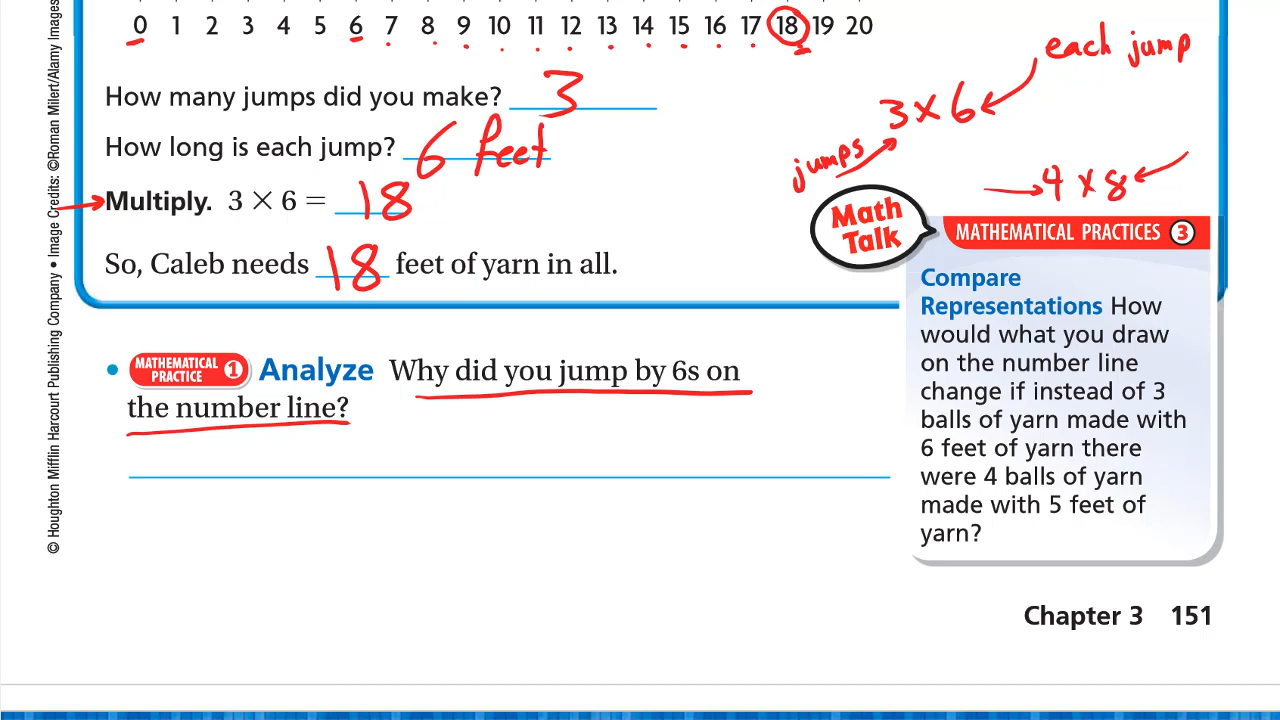 0 1 2 3 4 5 6 7 8 9 10 11 12 13 14 15 16 17 18 19 20
each jump
How many jumps did you make? 3
3 × 6
How long is each jump? 6 feet
jumps
4 × 8
Multiply. 3 × 6 = 18
So, Caleb needs 18 feet of yarn in all.
Math
Talk
MATHEMATICAL PRACTICES 3
Compare
Representations How
would what you draw
on the number line
change if instead of 3
balls of yarn made with
6 feet of yarn there
were 4 balls of yarn
made with 5 feet of
yarn?
• MATHEMATICAL
PRACTICE 1 Analyze Why did you jump by 6s on
the number line?
© Houghton Mifflin Harcourt Publishing Company • Image Credits: ©Roman Milert/Alamy Images
Chapter 3 151